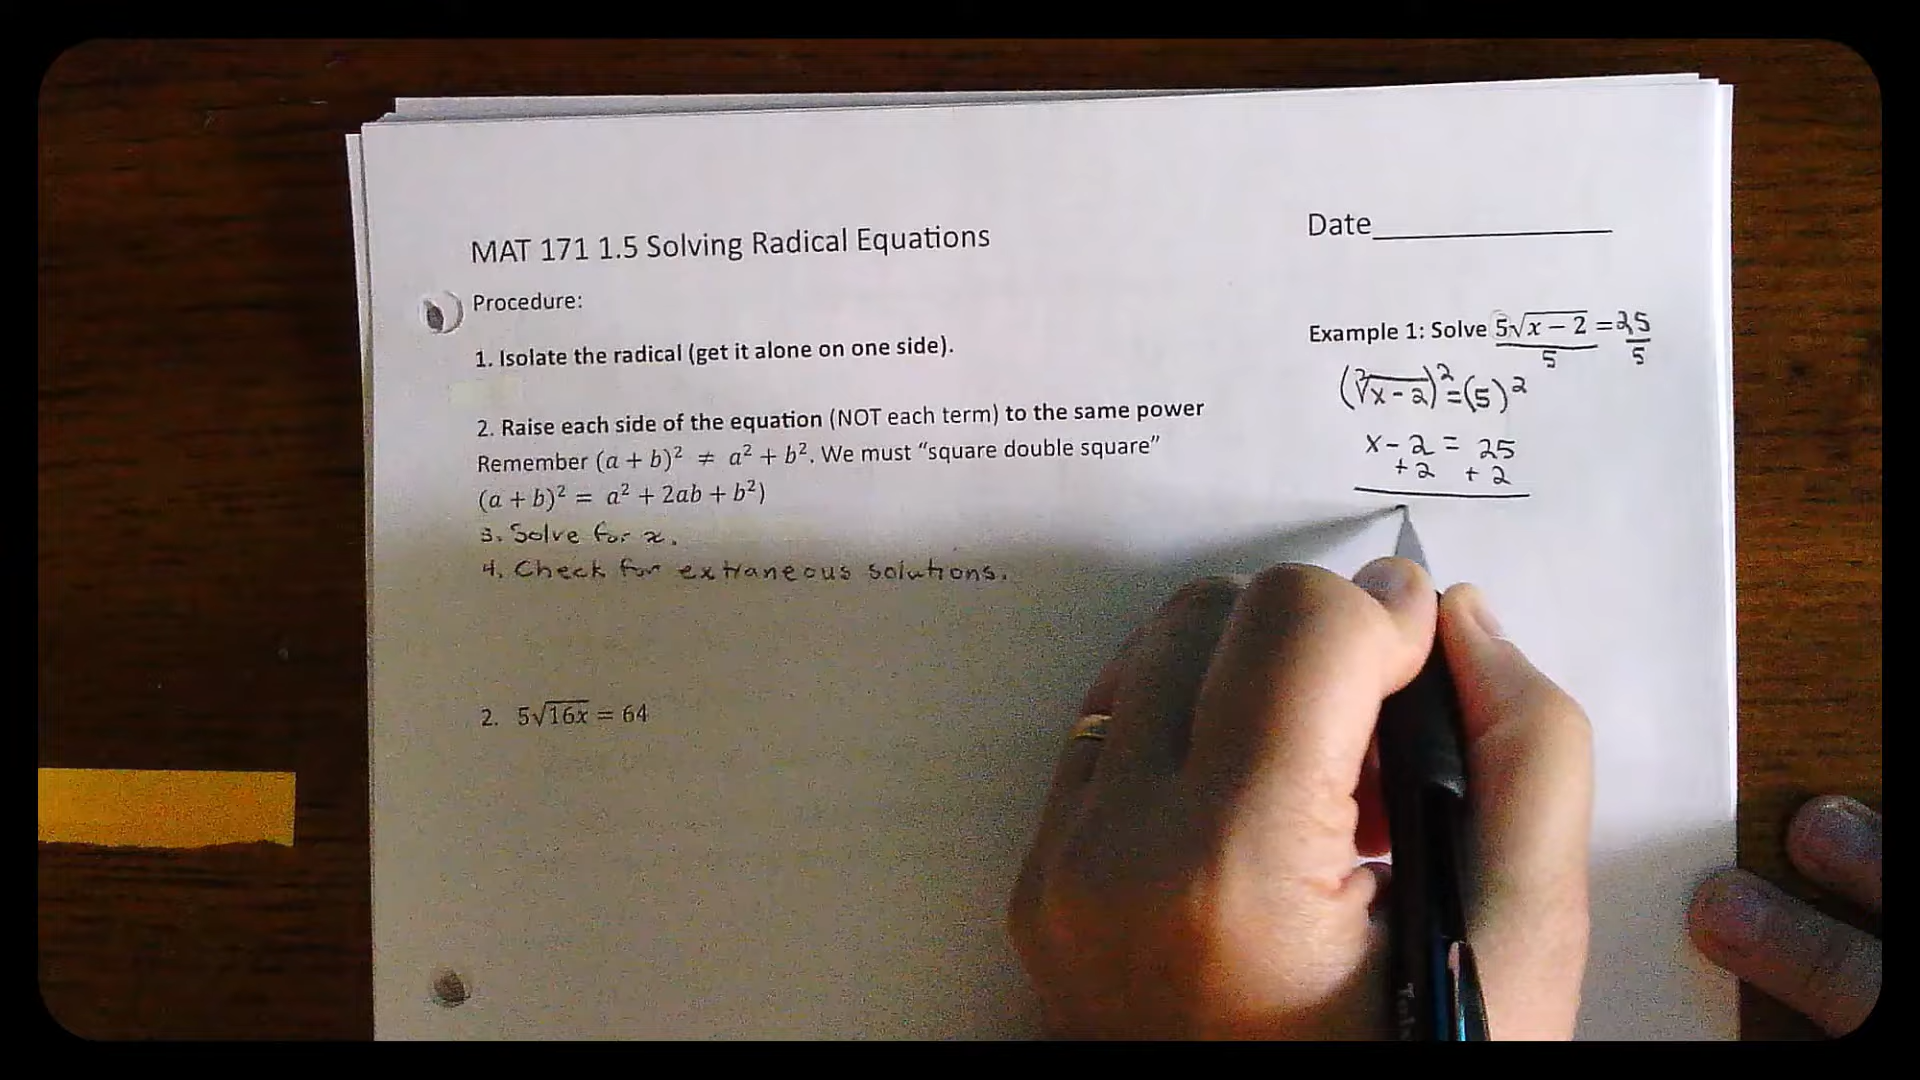 MAT 171 1.5 Solving Radical Equations
Date____________
Procedure:
1. Isolate the radical (get it alone on one side).
2. Raise each side of the equation (NOT each term) to the same power
Remember (a + b)² ≠ a² + b². We must “square double square”
(a + b)² = a² + 2ab + b²)
3. Solve for x.
4. Check for extraneous solutions.
2. 5√16x = 64
Example 1: Solve 5√x − 2 = 25
5 5
(²√x - 2)² = (5)²
x - 2 = 25
+2 +2